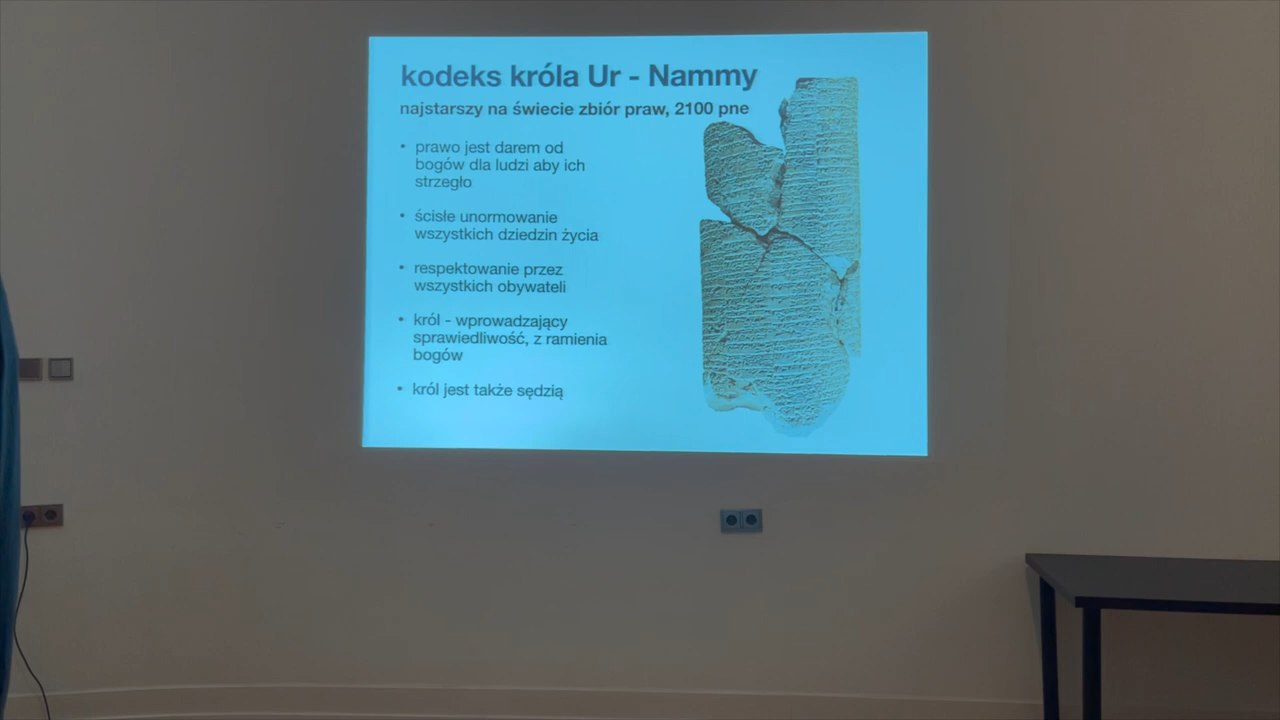 kodeks króla Ur - Nammy
najstarszy na świecie zbiór praw, 2100 pne
• prawo jest darem od
bogów dla ludzi aby ich
strzegło
• ścisłe unormowanie
wszystkich dziedzin życia
• respektowanie przez
wszystkich obywateli
• król - wprowadzający
sprawiedliwość, z ramienia
bogów
• król jest także sędzią